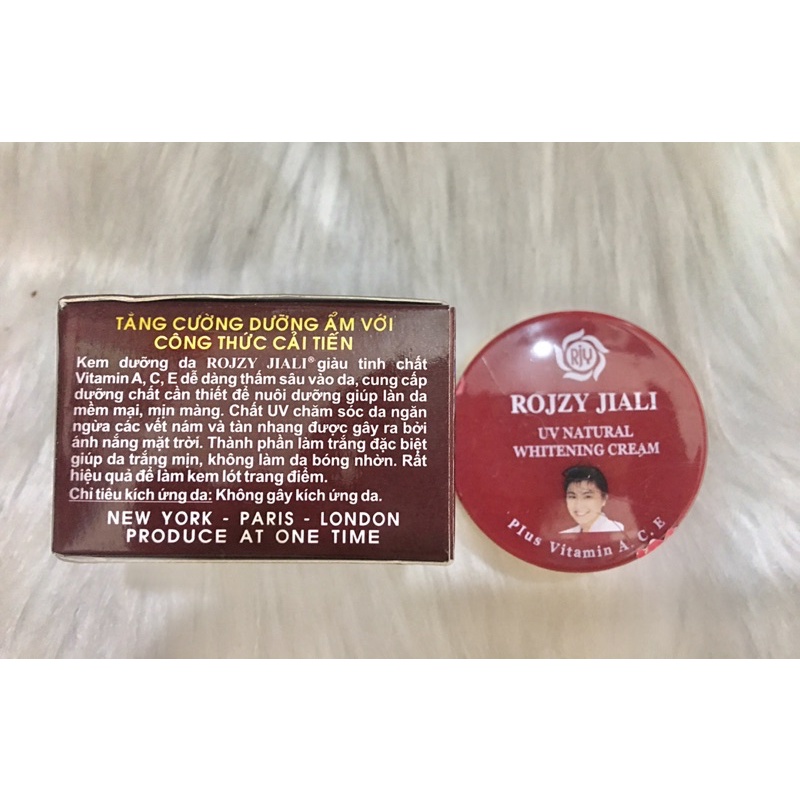 TĂNG CƯỜNG DƯỠNG ẨM VỚI
CÔNG THỨC CẢI TIẾN
Kem dưỡng da ROJZY JIALI® giàu tinh chất
Vitamin A, C, E dễ dàng thấm sâu vào da, cung cấp
dưỡng chất cần thiết để nuôi dưỡng giúp làn da
mềm mại, mịn màng. Chất UV chăm sóc da ngăn
ngừa các vết nám và tàn nhang được gây ra bởi
ánh nắng mặt trời. Thành phần làm trắng đặc biệt
giúp da trắng mịn, không làm da bóng nhờn. Rất
hiệu quả để làm kem lót trang điểm.
Chỉ tiêu kích ứng da: Không gây kích ứng da.
NEW YORK - PARIS - LONDON
PRODUCE AT ONE TIME
RJY
ROJZY JIALI
UV NATURAL
WHITENING CREAM
Plus Vitamin A. C. E